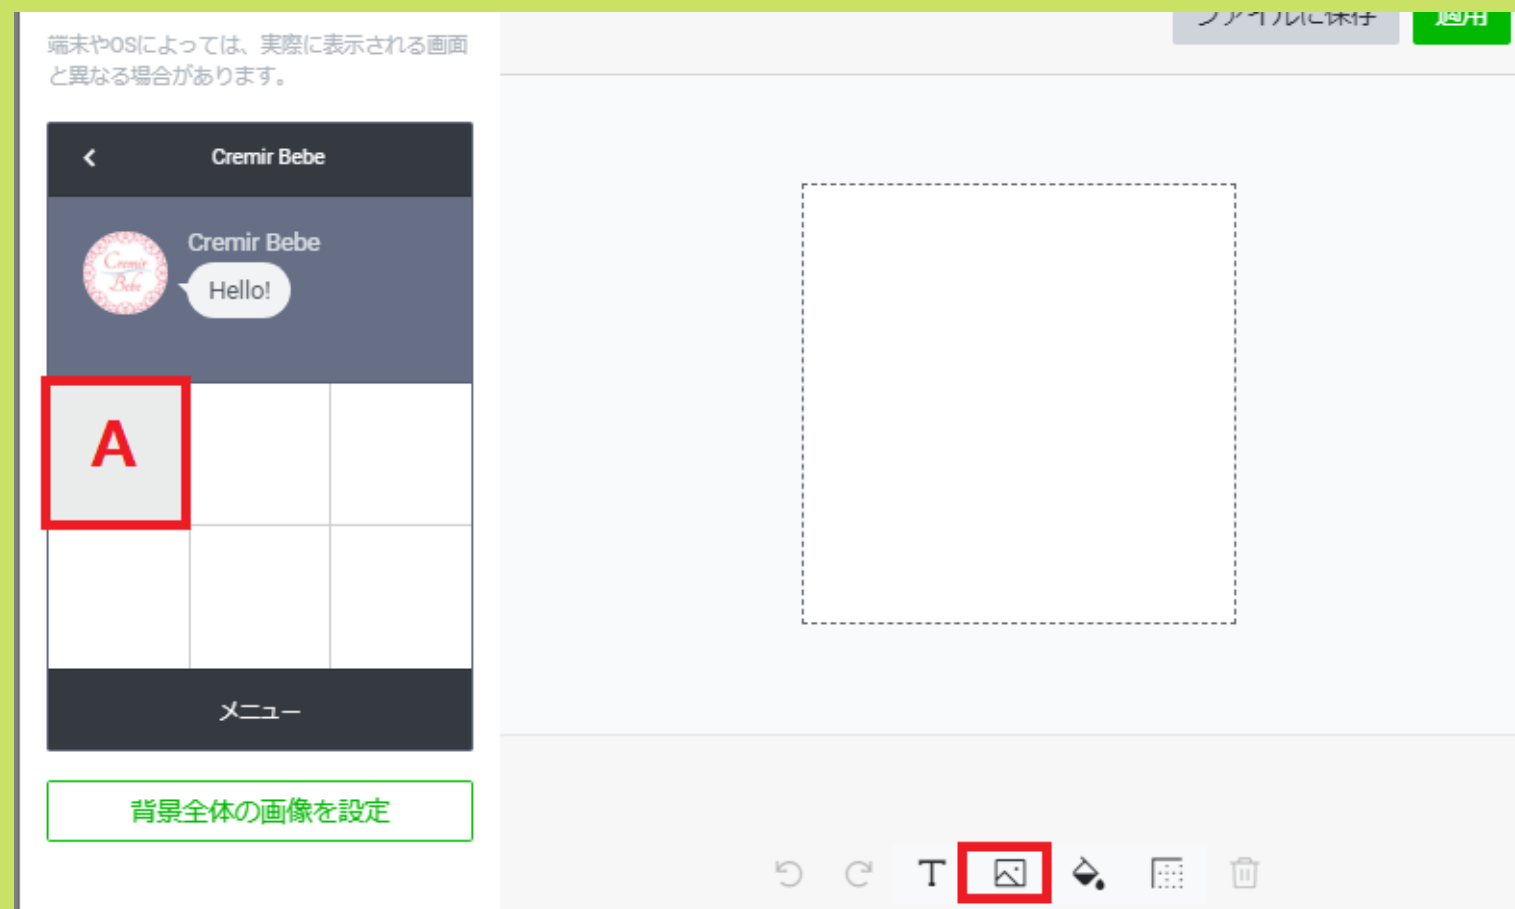 ファイルに保存
適用
端末やOSによっては、実際に表示される画面
と異なる場合があります。
Cremir Bebe
Cremir Bebe
Cremir
Bebe
Hello!
A
メニュー
背景全体の画像を設定
T